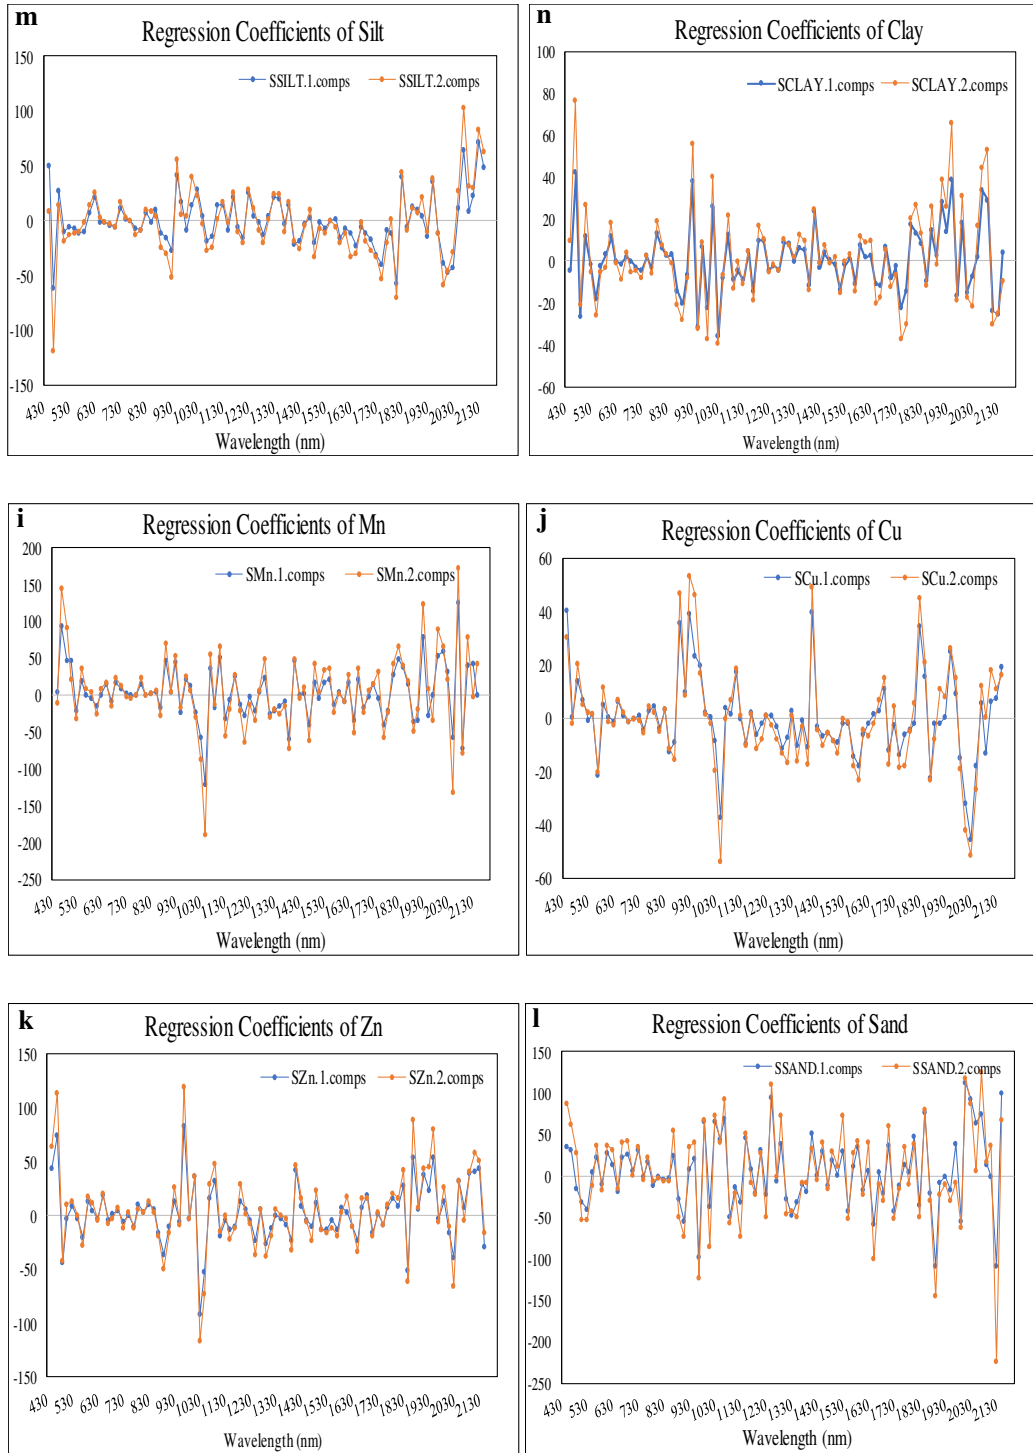 m
Regression Coefficients of Silt
SSILT.1.comps SSILT.2.comps
150
100
50
0
-50
-100
-150
430 530 630 730 830 930 1030 1130 1230 1330 1430 1530 1630 1730 1830 1930 2030 2130
Wavelength (nm)
n
Regression Coefficients of Clay
SCLAY.1.comps SCLAY.2.comps
100
80
60
40
20
0
-20
-40
-60
430 530 630 730 830 930 1030 1130 1230 1330 1430 1530 1630 1730 1830 1930 2030 2130
Wavelength (nm)
i
Regression Coefficients of Mn
SMn.1.comps SMn.2.comps
200
150
100
50
0
-50
-100
-150
-200
-250
430 530 630 730 830 930 1030 1130 1230 1330 1430 1530 1630 1730 1830 1930 2030 2130
Wavelength (nm)
j
Regression Coefficients of Cu
SCu.1.comps SCu.2.comps
60
40
20
0
-20
-40
-60
430 530 630 730 830 930 1030 1130 1230 1330 1430 1530 1630 1730 1830 1930 2030 2130
Wavelength (nm)
k
Regression Coefficients of Zn
SZn.1.comps SZn.2.comps
150
100
50
0
-50
-100
-150
430 530 630 730 830 930 1030 1130 1230 1330 1430 1530 1630 1730 1830 1930 2030 2130
Wavelength (nm)
l
Regression Coefficients of Sand
SSAND.1.comps SSAND.2.comps
150
100
50
0
-50
-100
-150
-200
-250
430 530 630 730 830 930 1030 1130 1230 1330 1430 1530 1630 1730 1830 1930 2030 2130
Wavelength (nm)